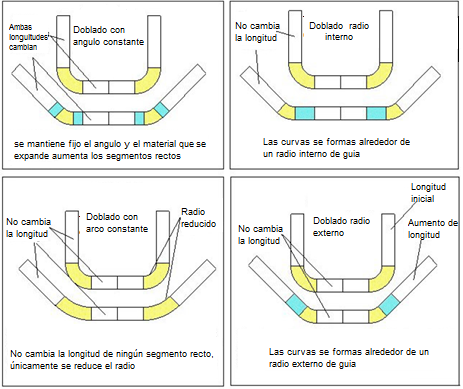 Ambas
longuitudes
cambian
Doblado con
angulo constante
se mantiene fijo el angulo y el material que se
expande aumenta los segmentos rectos
No cambia
la longitud
Doblado radio
interno
Las curvas se formas alrededor de
un radio interno de guia
No cambia
la longitud
Doblado con
arco constante
Radio
reducido
No cambia la longitud de ningún segmento recto,
únicamente se reduce el radio
No cambia
la longitud
Doblado radio
externo
Longitud
inicial
Aumento de
longitud
Las curvas se formas alrededor de un
radio externo de guia